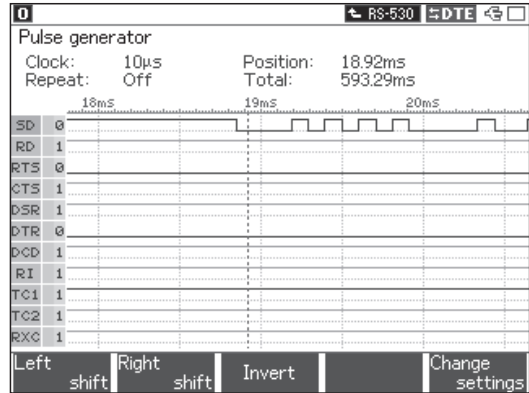 0 RS-530 DTE
Pulse generator
Clock: 10µs Position: 18.92ms
Repeat: Off Total: 593.29ms
18ms 19ms 20ms
SD 0
RD 1
RTS 0
CTS 1
DSR 1
DTR 0
DCD 1
RI 1
TC1 1
TC2 1
RXC 1
Left shift Right shift Invert Change settings